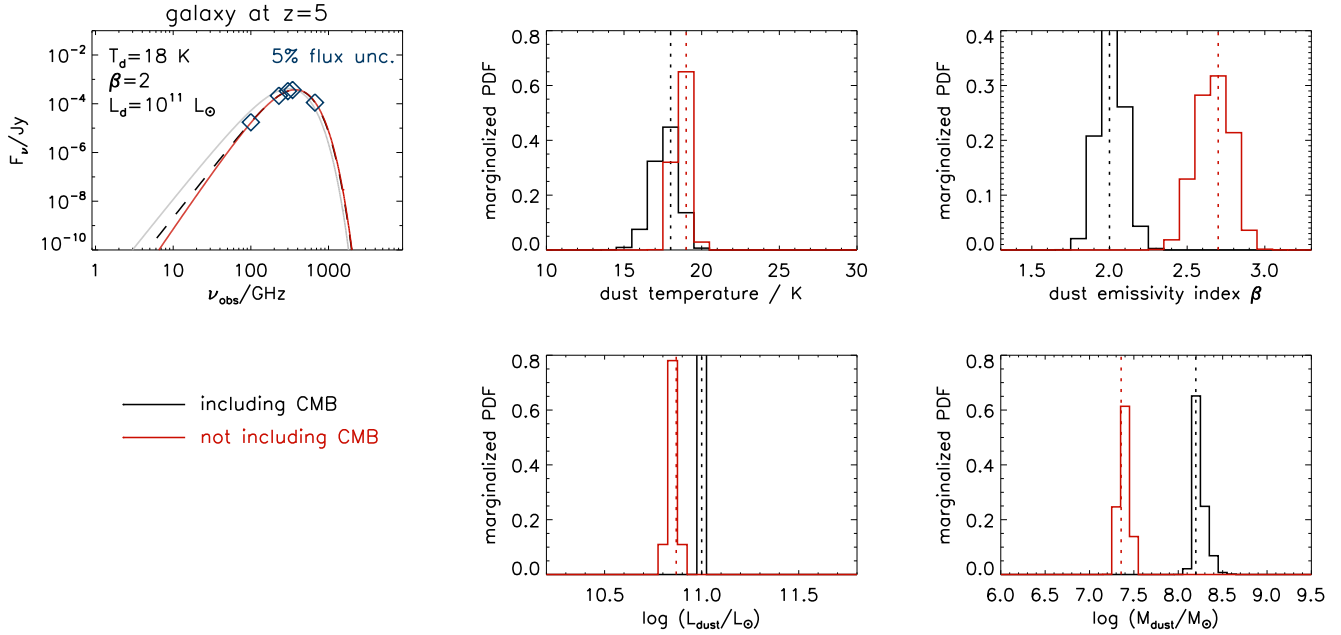 galaxy at z=5
T_d=18 K
5% flux unc.
β=2
L_d=10^11 L_⊙
F_ν/Jy
10^-2
10^-4
10^-6
10^-8
10^-10
1 10 100 1000
ν_obs/GHz
marginalized PDF
0.8
0.6
0.4
0.2
0.0
10 15 20 25 30
dust temperature / K
marginalized PDF
0.4
0.3
0.2
0.1
0.0
1.5 2.0 2.5 3.0
dust emissivity index β
including CMB
not including CMB
marginalized PDF
0.8
0.6
0.4
0.2
0.0
10.5 11.0 11.5
log (L_dust/L_⊙)
marginalized PDF
0.8
0.6
0.4
0.2
0.0
6.0 6.5 7.0 7.5 8.0 8.5 9.0 9.5
log (M_dust/M_⊙)